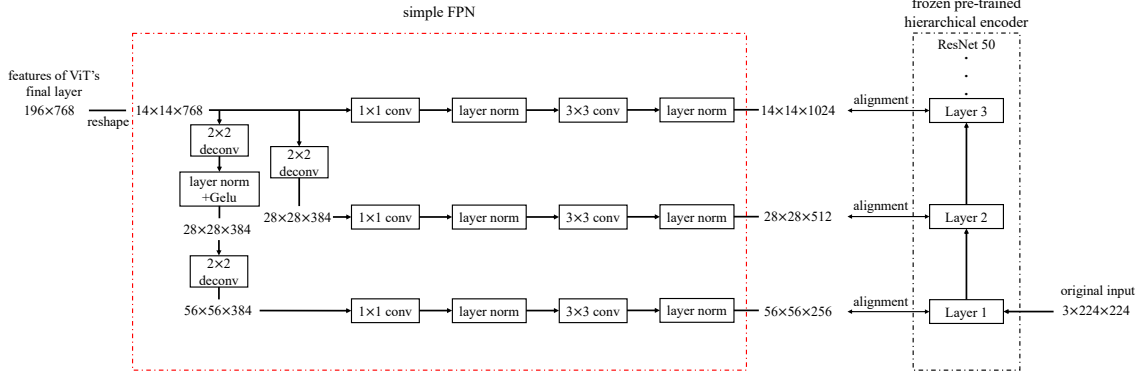 simple FPN
frozen pre-trained
hierarchical encoder
ResNet 50
features of ViT's
final layer
196×768
reshape
14×14×768
1×1 conv
layer norm
3×3 conv
layer norm
14×14×1024
alignment
Layer 3
2×2
deconv
2×2
deconv
layer norm
+Gelu
28×28×384
28×28×384
1×1 conv
layer norm
3×3 conv
layer norm
28×28×512
alignment
Layer 2
2×2
deconv
56×56×384
1×1 conv
layer norm
3×3 conv
layer norm
56×56×256
alignment
Layer 1
original input
3×224×224